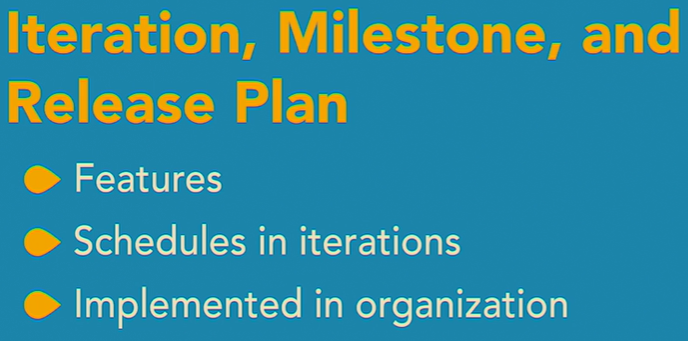 Iteration, Milestone, and
Release Plan
Features
Schedules in iterations
Implemented in organization